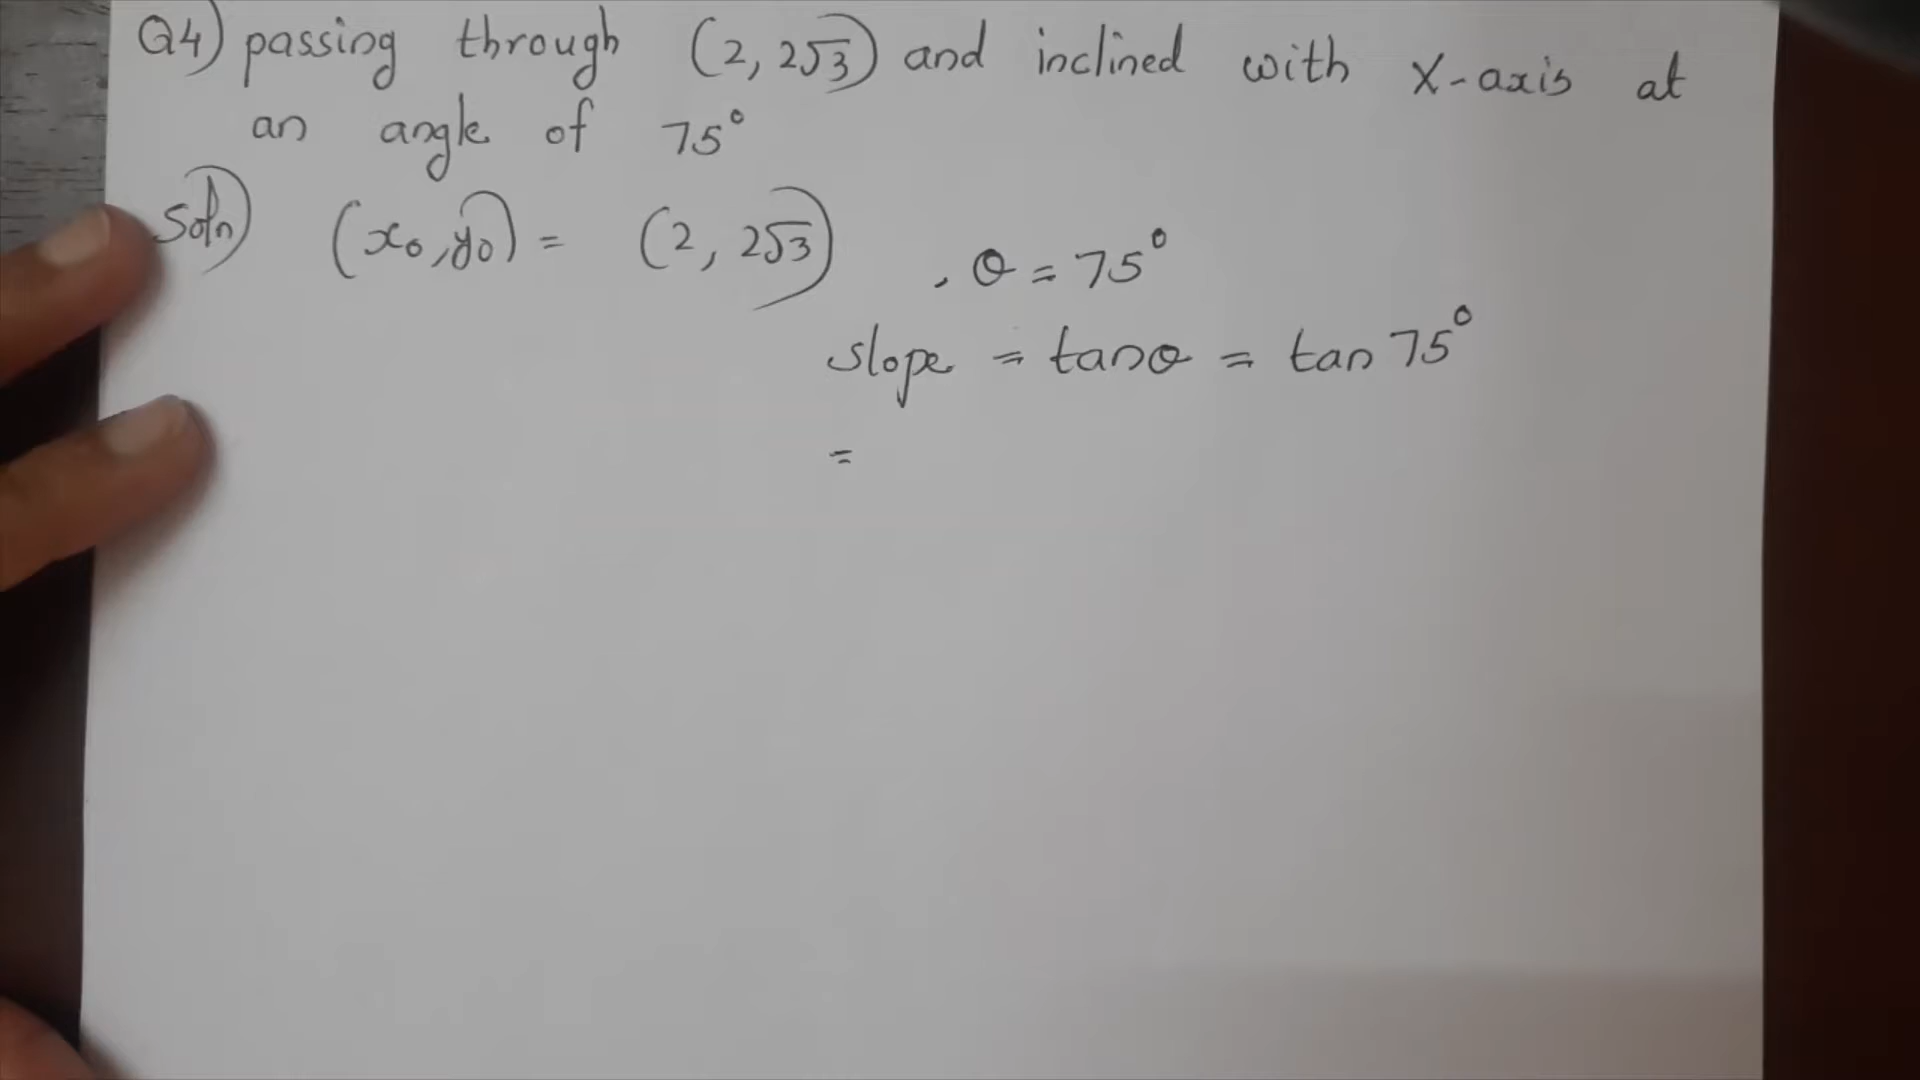 Q4) passing through (2, 2√3) and inclined with X-axis at
an angle of 75°
Soln) (x₀, y₀) = (2, 2√3) , θ = 75°
slope = tanθ = tan 75°
=